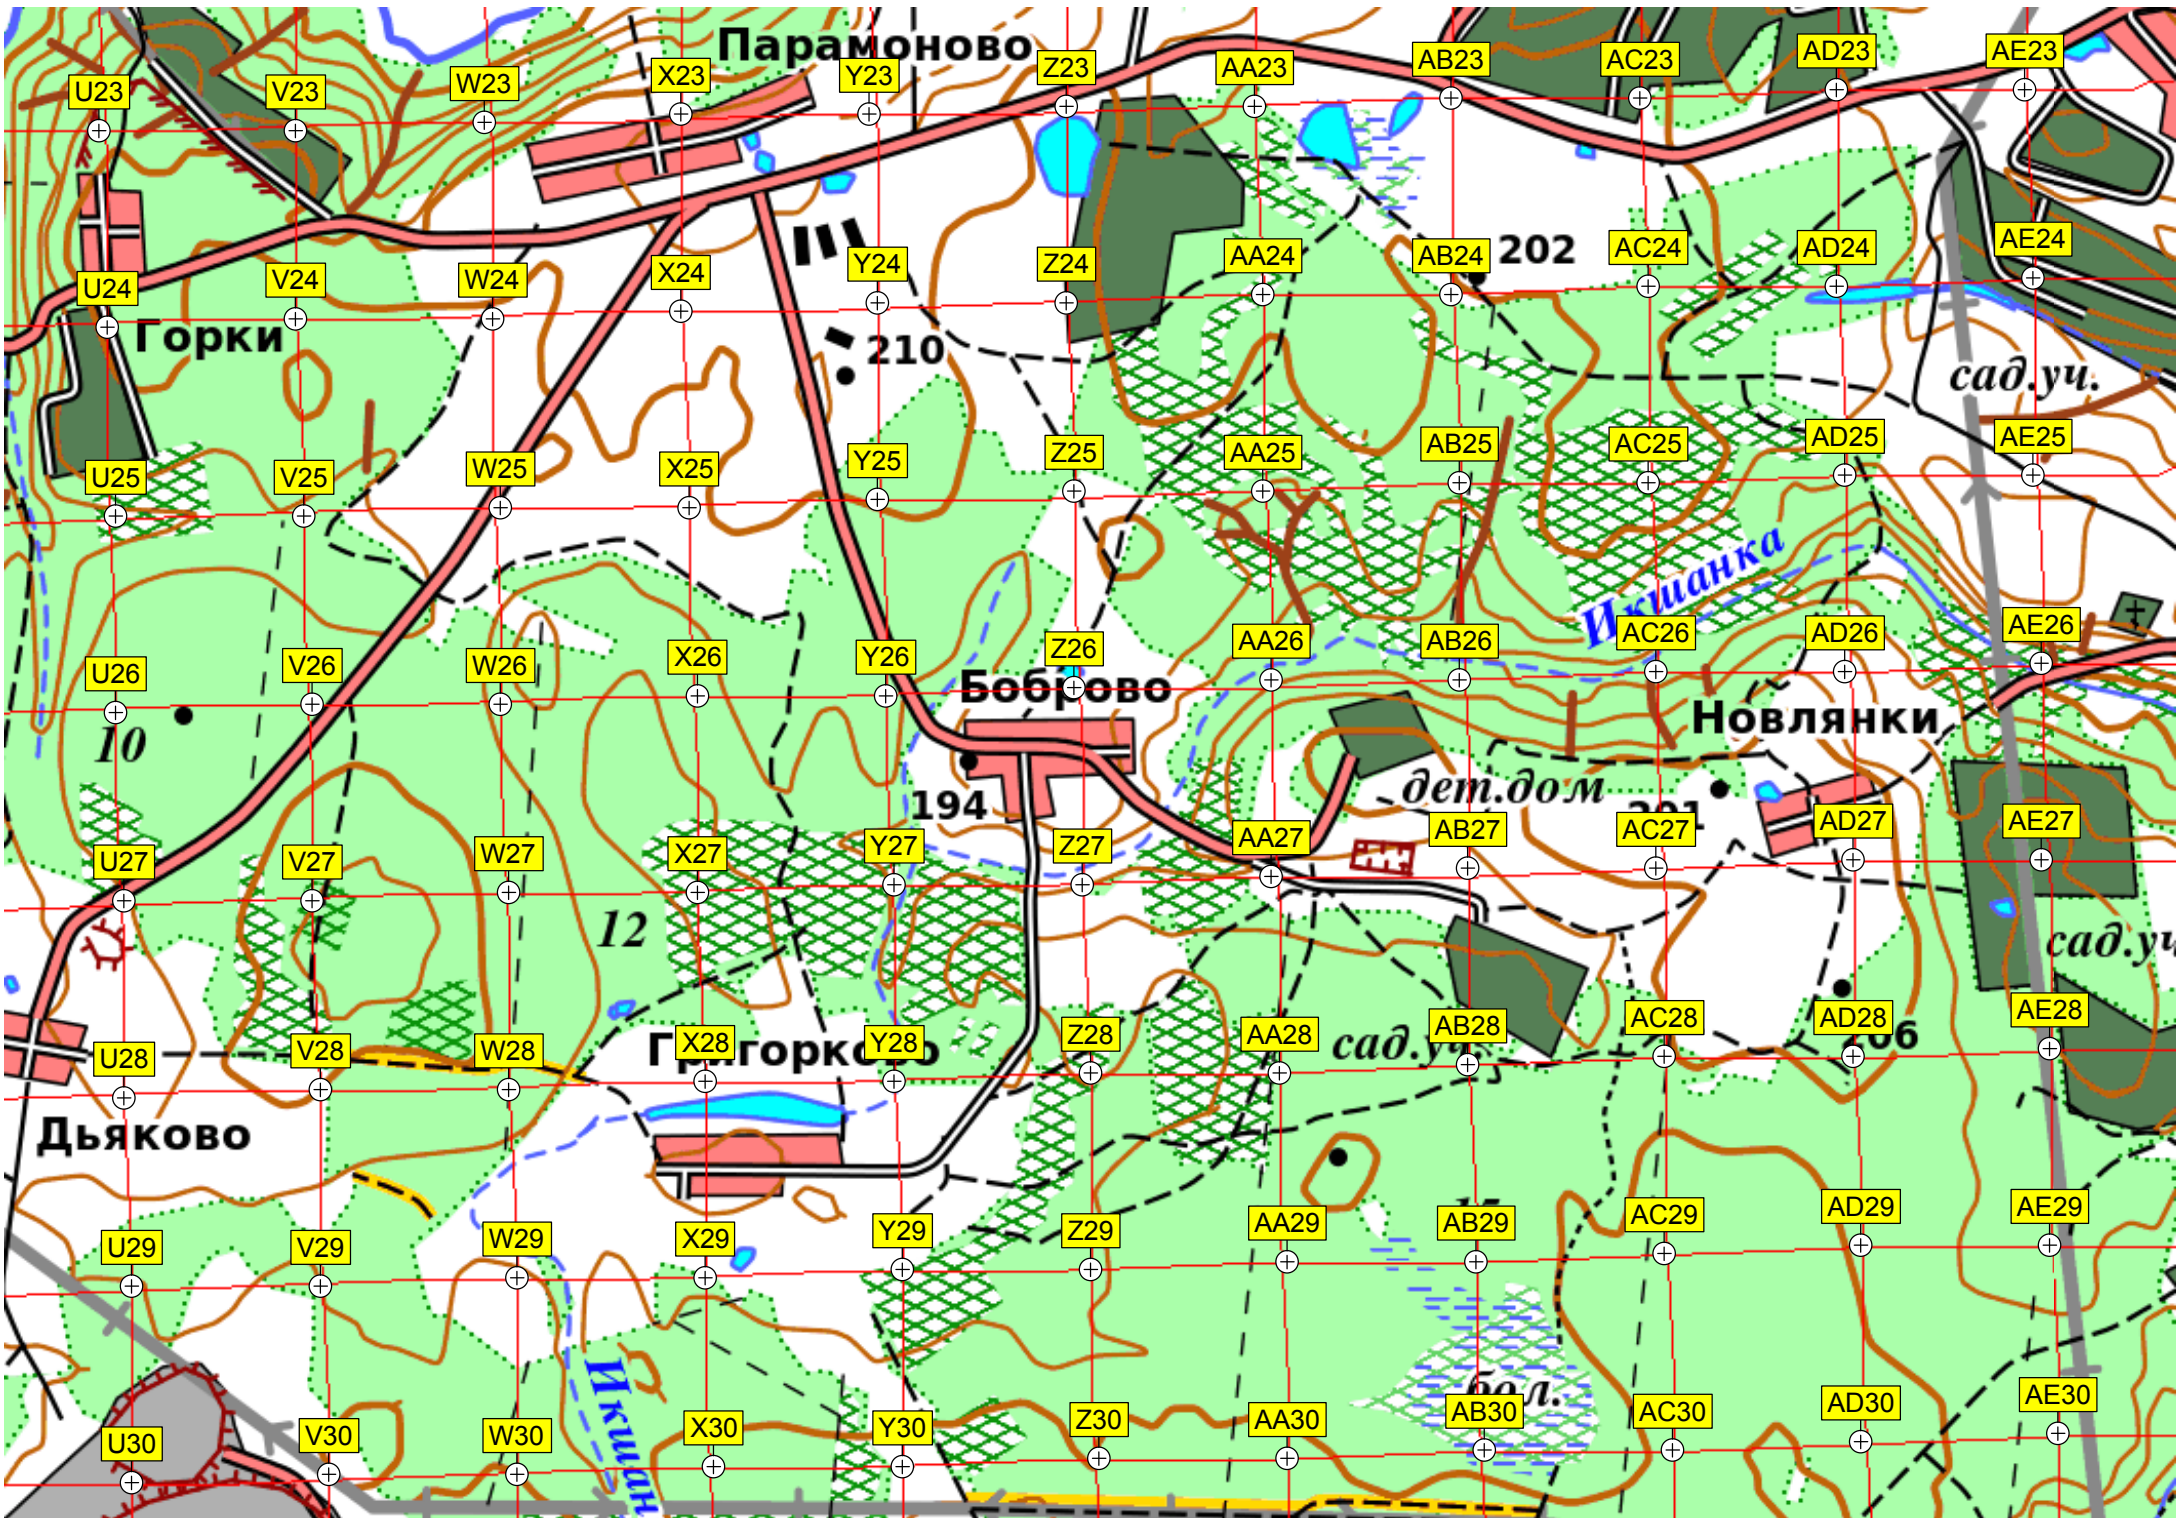 Парамоново
U23 V23 W23 X23 Y23 Z23 AA23 AB23 AC23 AD23 AE23
202
U24 V24 W24 X24 Y24 Z24 AA24 AB24 AC24 AD24 AE24
Горки
210
сад.уч.
U25 V25 W25 X25 Y25 Z25 AA25 AB25 AC25 AD25 AE25
Икшанка
U26 V26 W26 X26 Y26 Z26 AA26 AB26 AC26 AD26 AE26
Боброво
Новлянки
10
дет.дом
194
U27 V27 W27 X27 Y27 Z27 AA27 AB27 AC27 AD27 AE27
12
сад.уч
U28 V28 W28 X28 Y28 Z28 AA28 AB28 AC28 AD28 AE28
Григорково
сад.уч.
Дьяково
U29 V29 W29 X29 Y29 Z29 AA29 AB29 AC29 AD29 AE29
Икшан
бол.
U30 V30 W30 X30 Y30 Z30 AA30 AB30 AC30 AD30 AE30